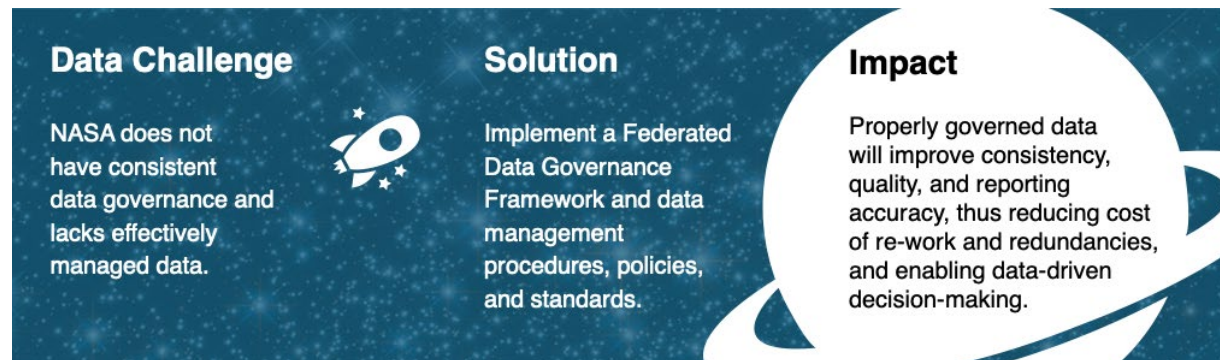 Data Challenge
NASA does not
have consistent
data governance and
lacks effectively
managed data.
Solution
Implement a Federated
Data Governance
Framework and data
management
procedures, policies,
and standards.
Impact
Properly governed data
will improve consistency,
quality, and reporting
accuracy, thus reducing cost
of re-work and redundancies,
and enabling data-driven
decision-making.